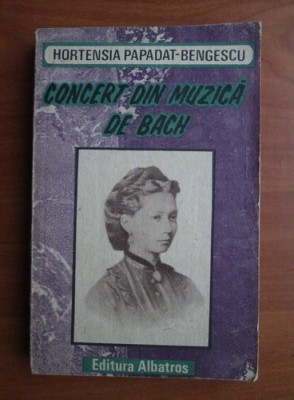 HORTENSIA PAPADAT-BENGESCU
CONCERT DIN MUZICĂ
DE BACH
Editura Albatros